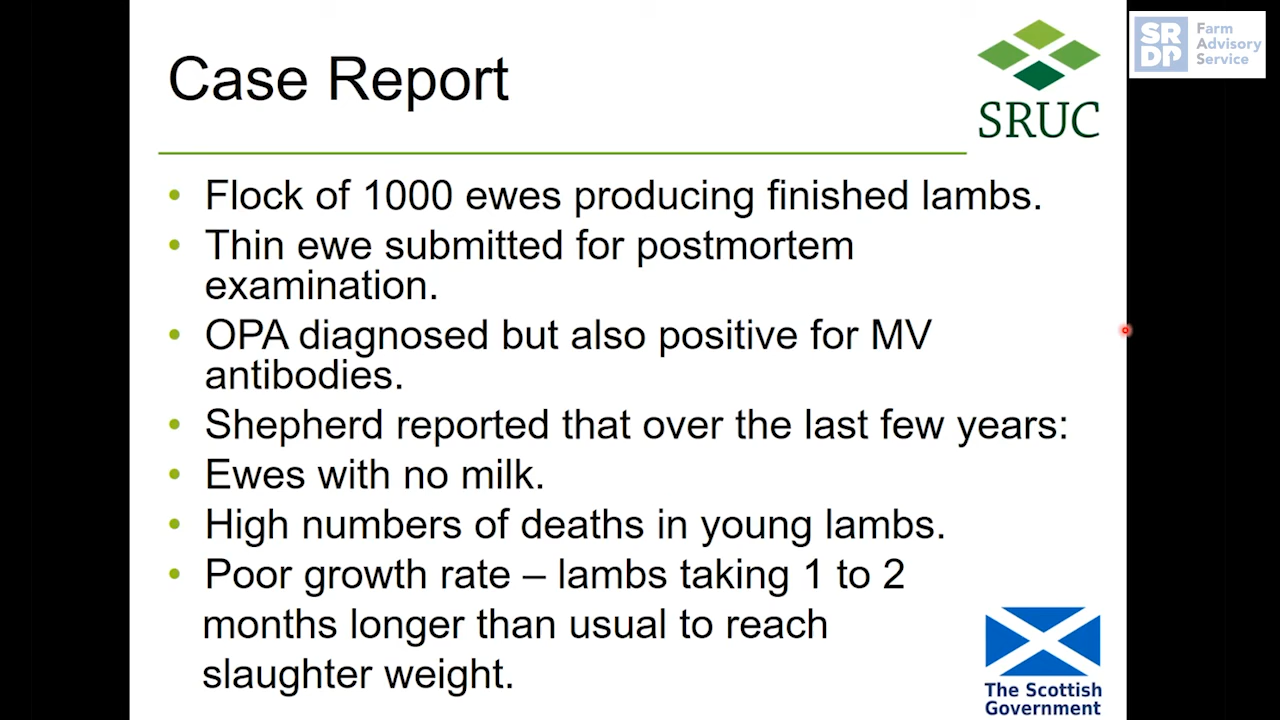 Case Report
SRUC
SRDP Farm Advisory Service
• Flock of 1000 ewes producing finished lambs.
• Thin ewe submitted for postmortem
examination.
• OPA diagnosed but also positive for MV
antibodies.
• Shepherd reported that over the last few years:
• Ewes with no milk.
• High numbers of deaths in young lambs.
• Poor growth rate – lambs taking 1 to 2
months longer than usual to reach
slaughter weight.
The Scottish
Government